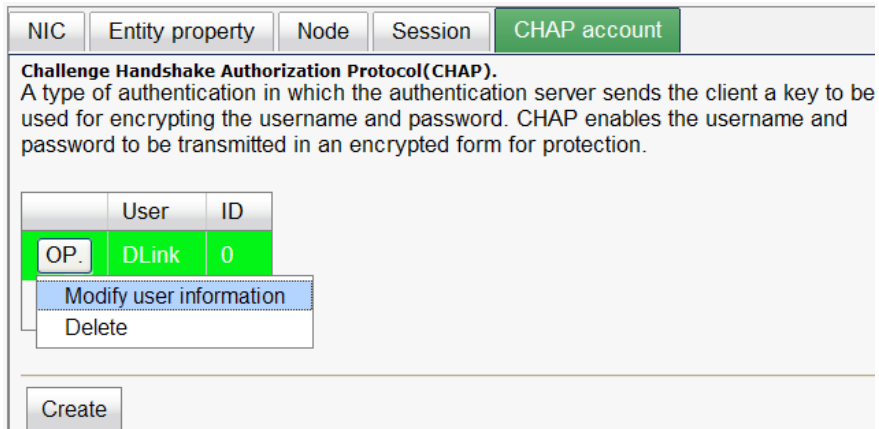 NIC Entity property Node Session CHAP account
Challenge Handshake Authorization Protocol(CHAP).
A type of authentication in which the authentication server sends the client a key to be
used for encrypting the username and password. CHAP enables the username and
password to be transmitted in an encrypted form for protection.
User ID
OP. DLink 0
Modify user information
Delete
Create